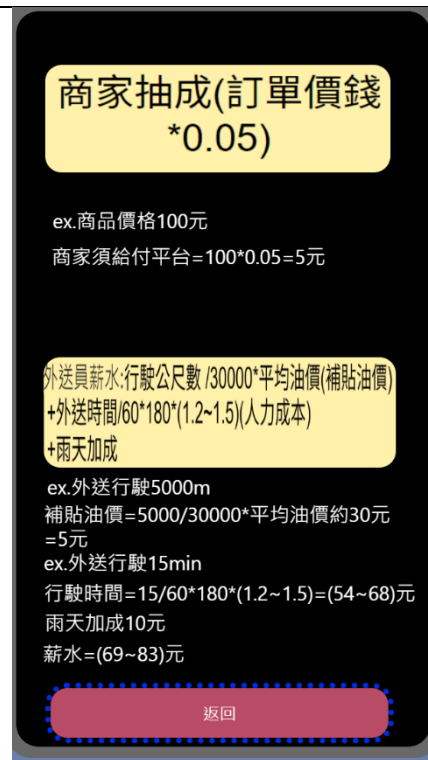 商家抽成(訂單價錢
*0.05)
ex.商品價格100元
商家須給付平台=100*0.05=5元
外送員薪水:行駛公尺數 /30000*平均油價(補貼油價)
+外送時間/60*180*(1.2~1.5)(人力成本)
+雨天加成
ex.外送行駛5000m
補貼油價=5000/30000*平均油價約30元
=5元
ex.外送行駛15min
行駛時間=15/60*180*(1.2~1.5)=(54~68)元
雨天加成10元
薪水=(69~83)元
返回